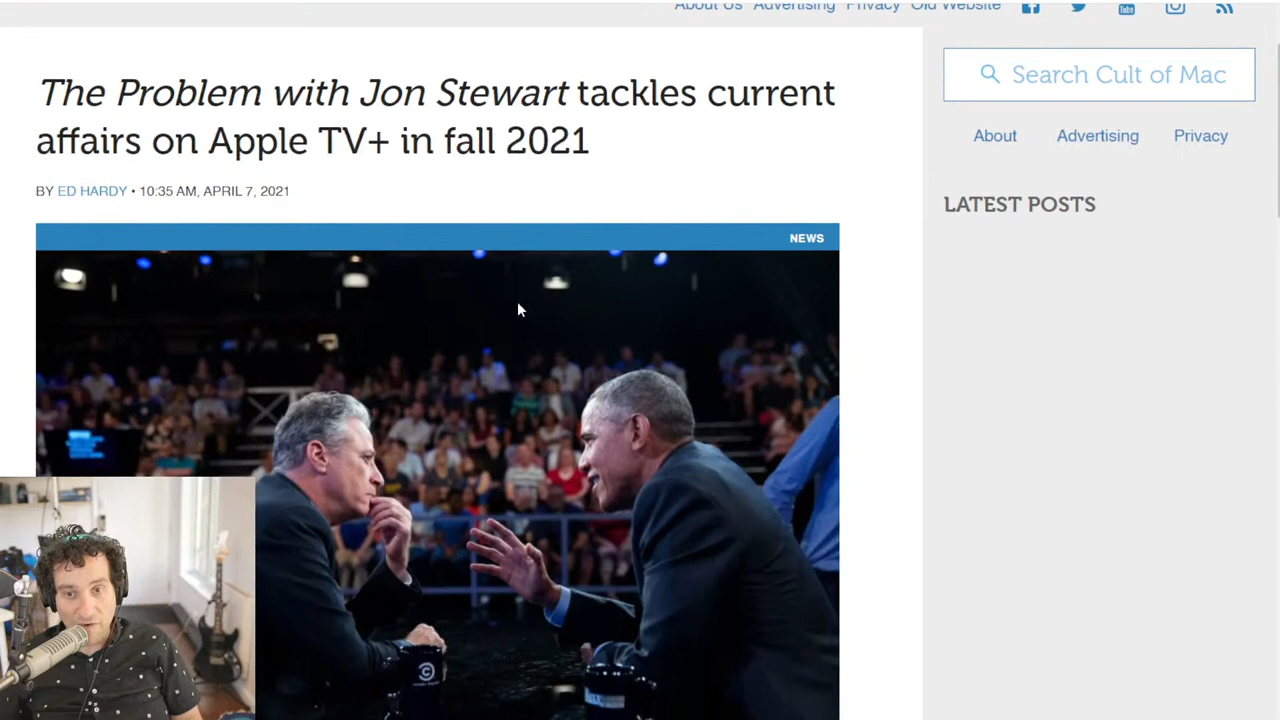 About Us Advertising Privacy Old Website
The Problem with Jon Stewart tackles current
affairs on Apple TV+ in fall 2021
BY ED HARDY • 10:35 AM, APRIL 7, 2021
NEWS
Search Cult of Mac
About Advertising Privacy
LATEST POSTS